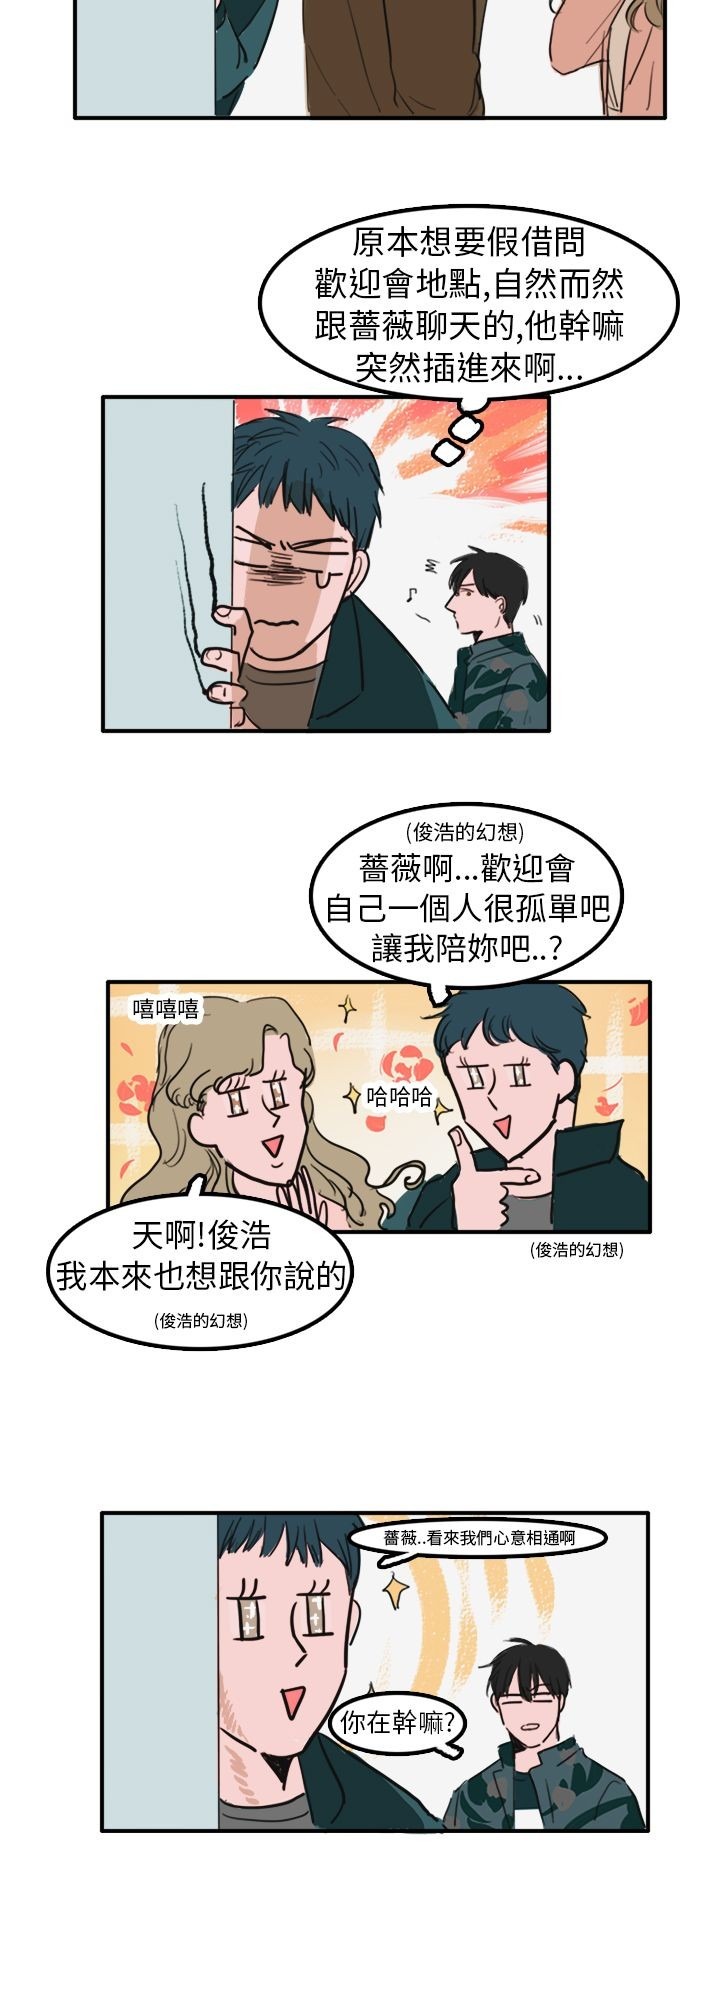 原本想要假借問
歡迎會地點,自然而然
跟薔薇聊天的,他幹嘛
突然插進來啊...
(俊浩的幻想)
薔薇啊...歡迎會
自己一個人很孤單吧
讓我陪妳吧..?
嘻嘻嘻
哈哈哈
天啊!俊浩
我本來也想跟你說的
(俊浩的幻想)
(俊浩的幻想)
薔薇..看來我們心意相通啊
你在幹嘛?